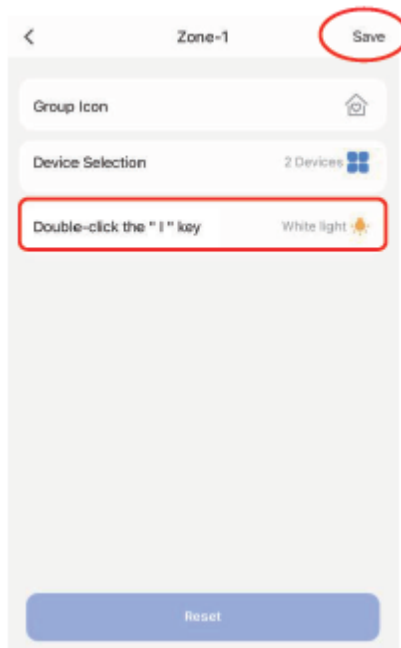 Zone-1
Save
Group Icon
Device Selection
2 Devices
Double-click the " I " key
White light
Reset